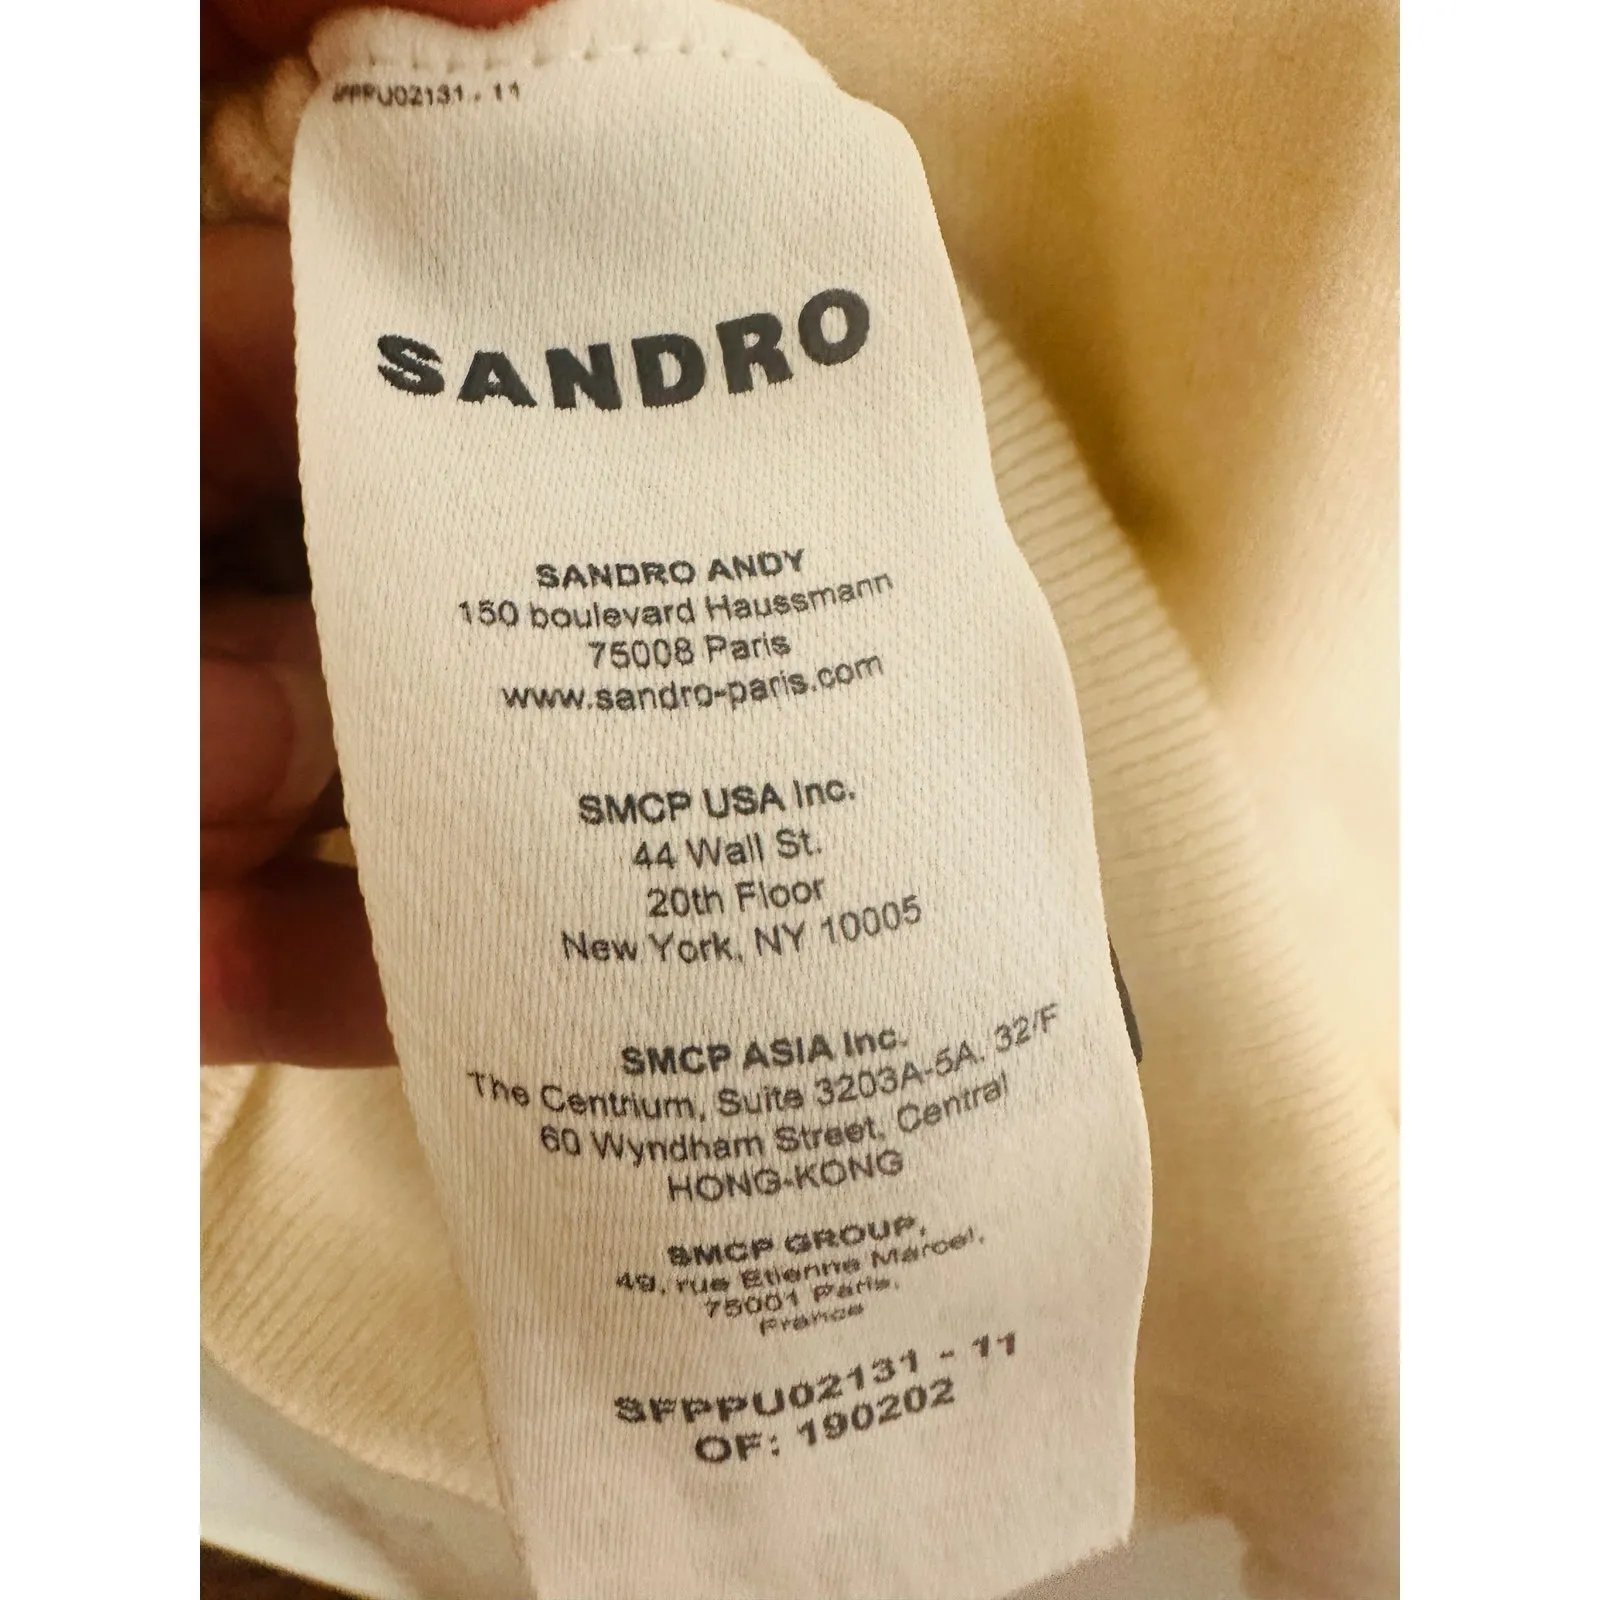 SFPPU02131 - 11
SANDRO
SANDRO ANDY
150 boulevard Haussmann
75008 Paris
www.sandro-paris.com
SMCP USA Inc.
44 Wall St.
20th Floor
New York, NY 10005
SMCP ASIA Inc.
The Centrium, Suite 3203A-5A, 32/F
60 Wyndham Street, Central
HONG-KONG
SMCP GROUP,
49, rue Etienne Marcel,
75001 Paris,
France
SFPPU02131 - 11
OF: 190202